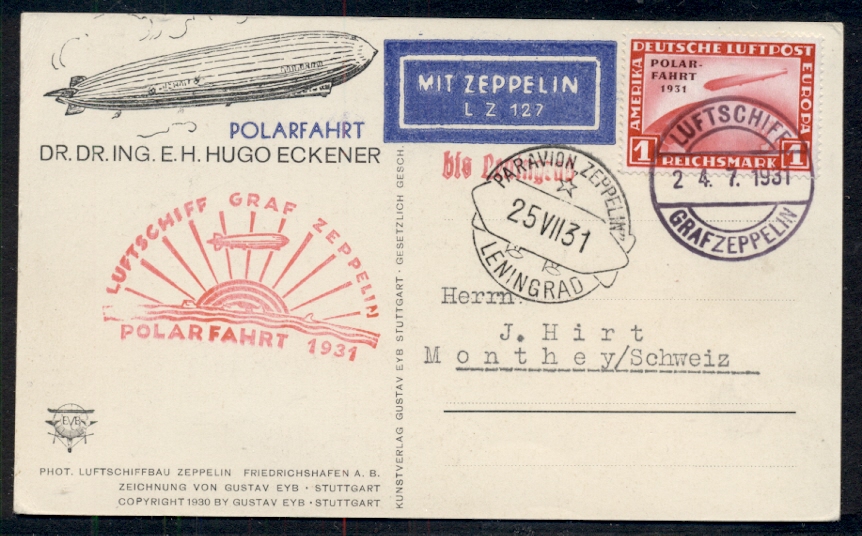 POLARFAHRT
DR. DR. ING. E. H. HUGO ECKENER
MIT ZEPPELIN
L Z 127
DEUTSCHE LUFTPOST
AMERIKA
EUROPA
POLAR-
FAHRT
1931
1 REICHSMARK 1
LUFTSCHIFF
24. 7. 1931
GRAF ZEPPELIN
bis Leningrad
PAR AVION ZEPPELIN"
25 VII 31
LENINGRAD
LUFTSCHIFF GRAF ZEPPELIN
POLARFAHRT 1931
Herrn.
J. Hirt
Monthey/Schweiz
EYB
PHOT. LUFTSCHIFFBAU ZEPPELIN FRIEDRICHSHAFEN A. B.
ZEICHNUNG VON GUSTAV EYB · STUTTGART
COPYRIGHT 1930 BY GUSTAV EYB · STUTTGART
KUNSTVERLAG GUSTAV EYB STUTTGART · GESETZLICH GESCH.